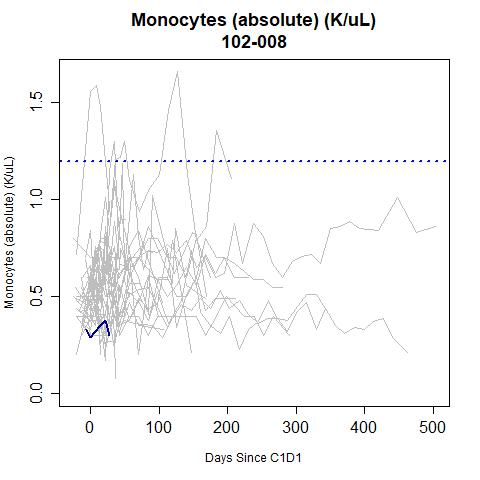 Monocytes (absolute) (K/uL)
102-008
Monocytes (absolute) (K/uL)
1.5
1.0
0.5
0.0
0 100 200 300 400 500
Days Since C1D1